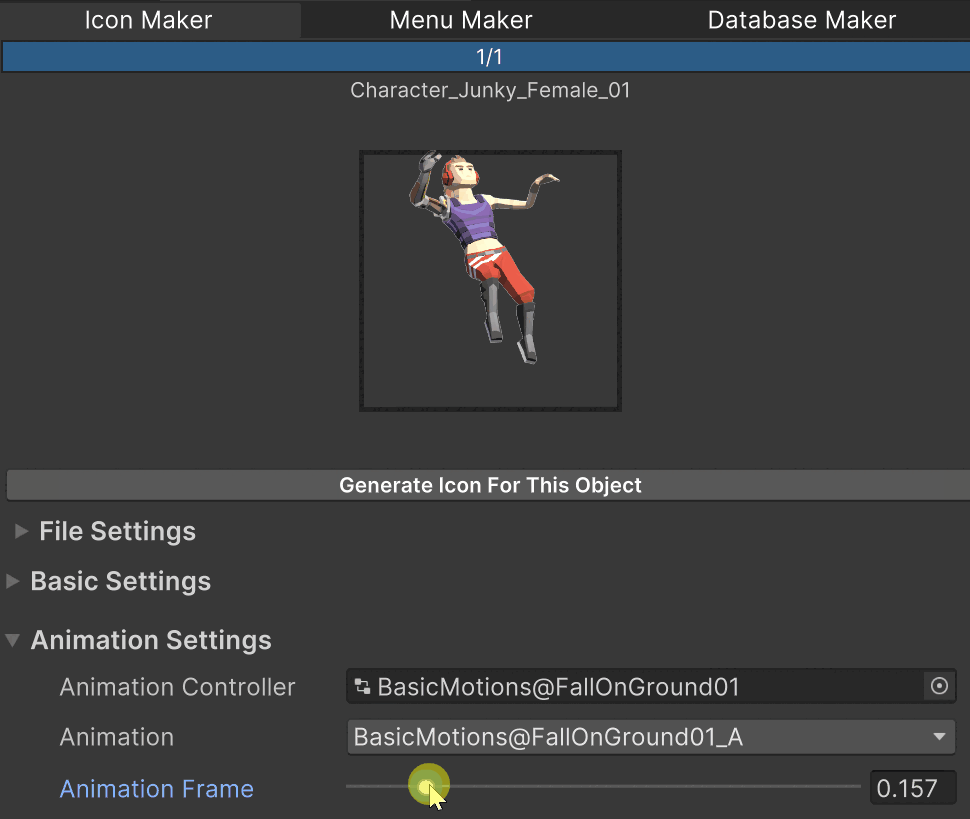 Icon Maker Menu Maker Database Maker
1/1
Character_Junky_Female_01
Generate Icon For This Object
File Settings
Basic Settings
Animation Settings
Animation Controller BasicMotions@FallOnGround01
Animation BasicMotions@FallOnGround01_A
Animation Frame 0.157